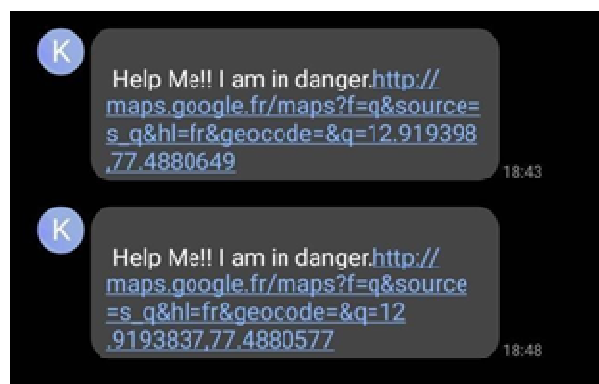 K
Help Me!! I am in danger.http://
maps.google.fr/maps?f=q&source=
s_q&hl=fr&geocode=&q=12.919398
,77.4880649
18:43
K
Help Me!! I am in danger.http://
maps.google.fr/maps?f=q&source
=s_q&hl=fr&geocode=&q=12
.9193837,77.4880577
18:48